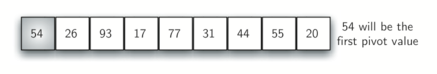 54 26 93 17 77 31 44 55 20
54 will be the
first pivot value